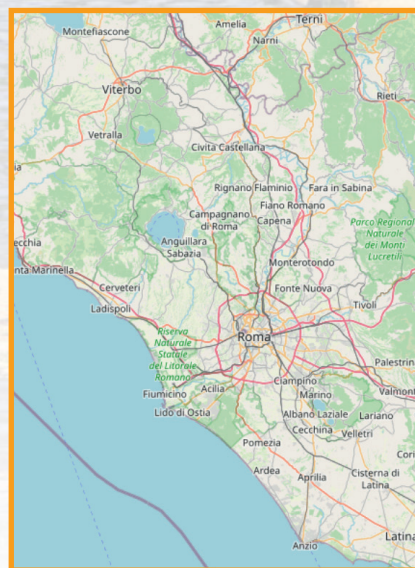 Amelia
Terni
Montefiascone
Narni
Viterbo
Rieti
Vetralla
ia
Civita Castellana
Rignano Flaminio
Fara in Sabina
Fiano Romano
Campagnano
di Roma
Capena
Parco Regional
Naturale
dei Monti
Lucretili
ecchia
Anguillara
Sabazia
Monterotondo
nta Marinella
Cerveteri
Fonte Nuova
Ladispoli
Tivoli
Riserva
Naturale
Statale
del Litorale
Romano
Roma
Palestrin
Fiumicino
Acilia
Ciampino
Marino
Valmont
Lido di Ostia
Albano Laziale
Lariano
Cecchina
Velletri
Pomezia
Cori
Ardea
Aprilia
Cisterna di
Latina
Latina
Anzio